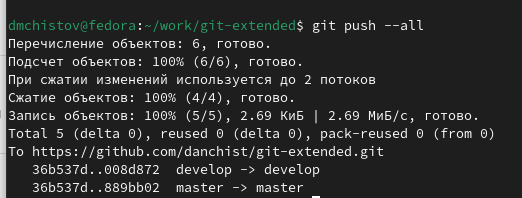 dmchistov@fedora:~/work/git-extended$ git push --all
Перечисление объектов: 6, готово.
Подсчет объектов: 100% (6/6), готово.
При сжатии изменений используется до 2 потоков
Сжатие объектов: 100% (4/4), готово.
Запись объектов: 100% (5/5), 2.69 КиБ | 2.69 МиБ/с, готово.
Total 5 (delta 0), reused 0 (delta 0), pack-reused 0 (from 0)
To https://github.com/danchist/git-extended.git
   36b537d..008d872  develop -> develop
   36b537d..889bb02  master -> master